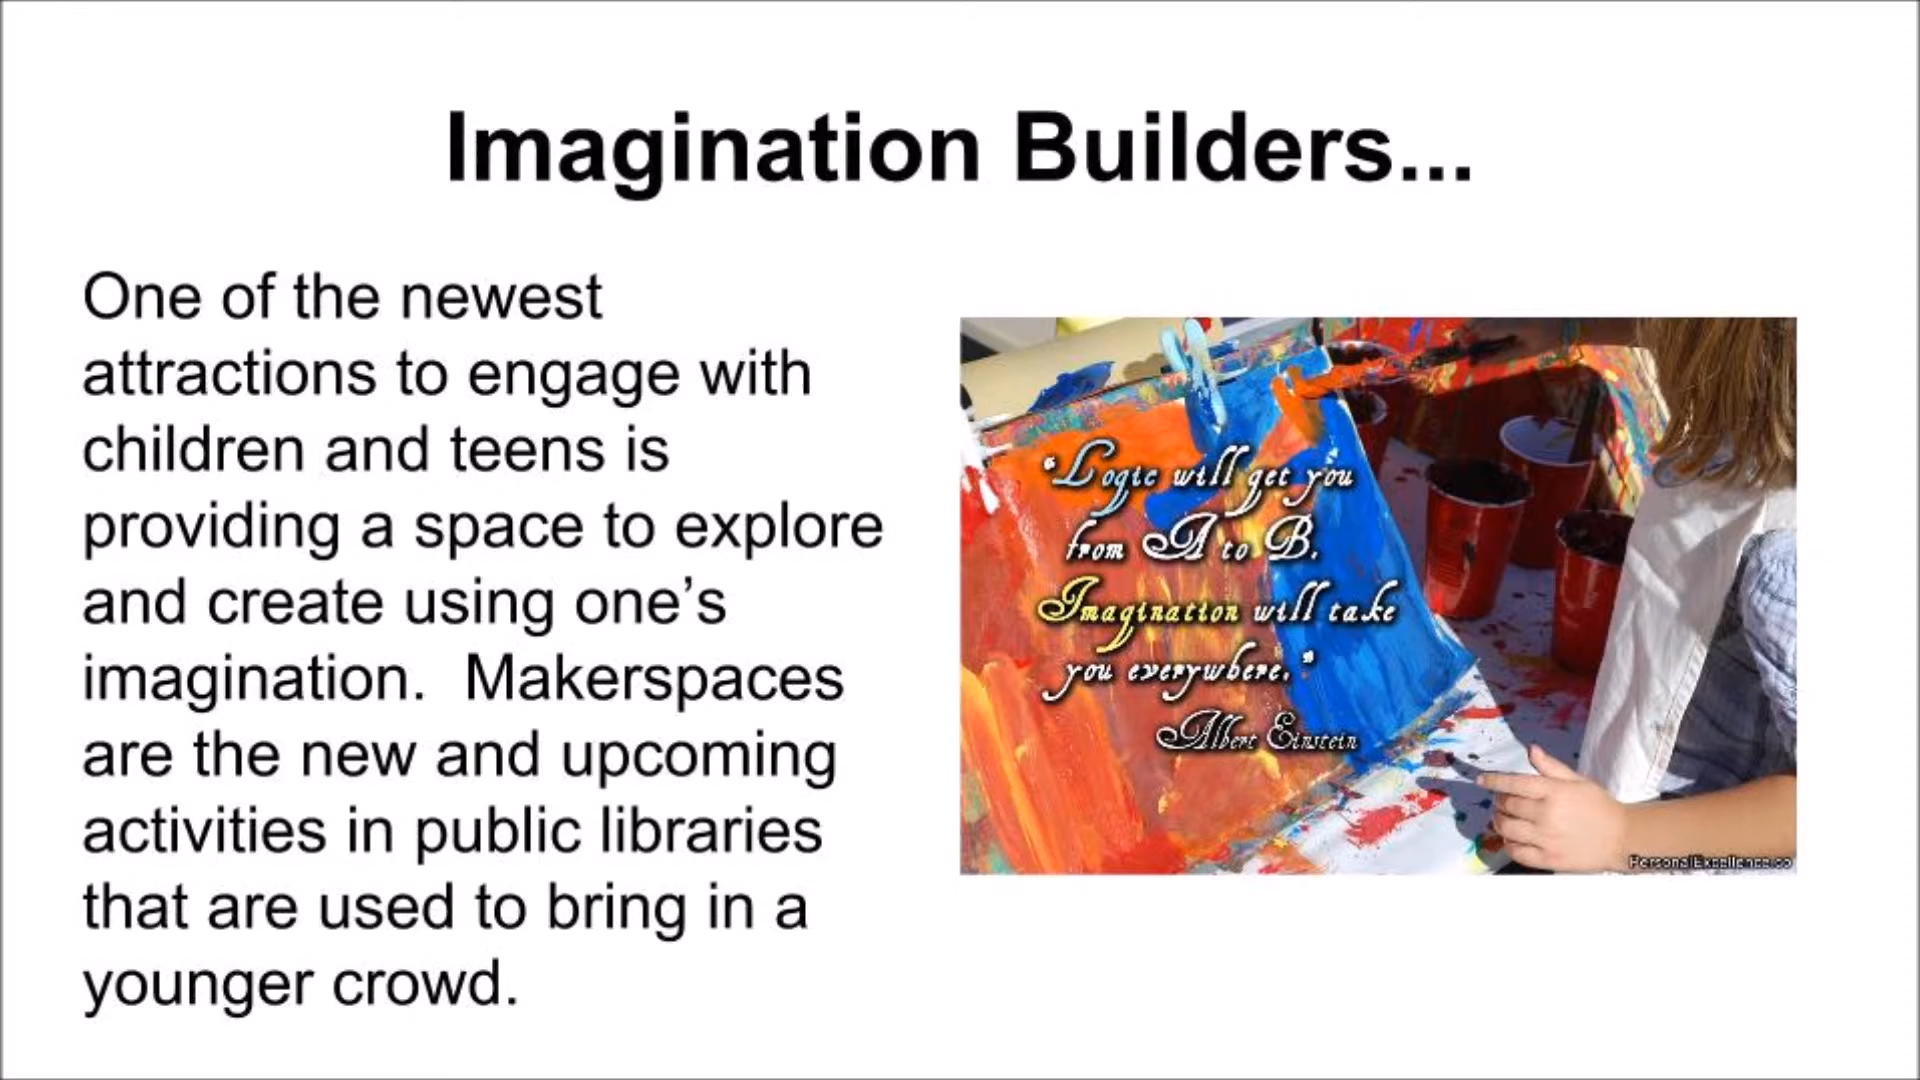 Imagination Builders...
One of the newest
attractions to engage with
children and teens is
providing a space to explore
and create using one’s
imagination.  Makerspaces
are the new and upcoming
activities in public libraries
that are used to bring in a
younger crowd.
“Logic will get you
from A to B.
Imagination will take
you everywhere.”
Albert Einstein
PersonalExcellence.co